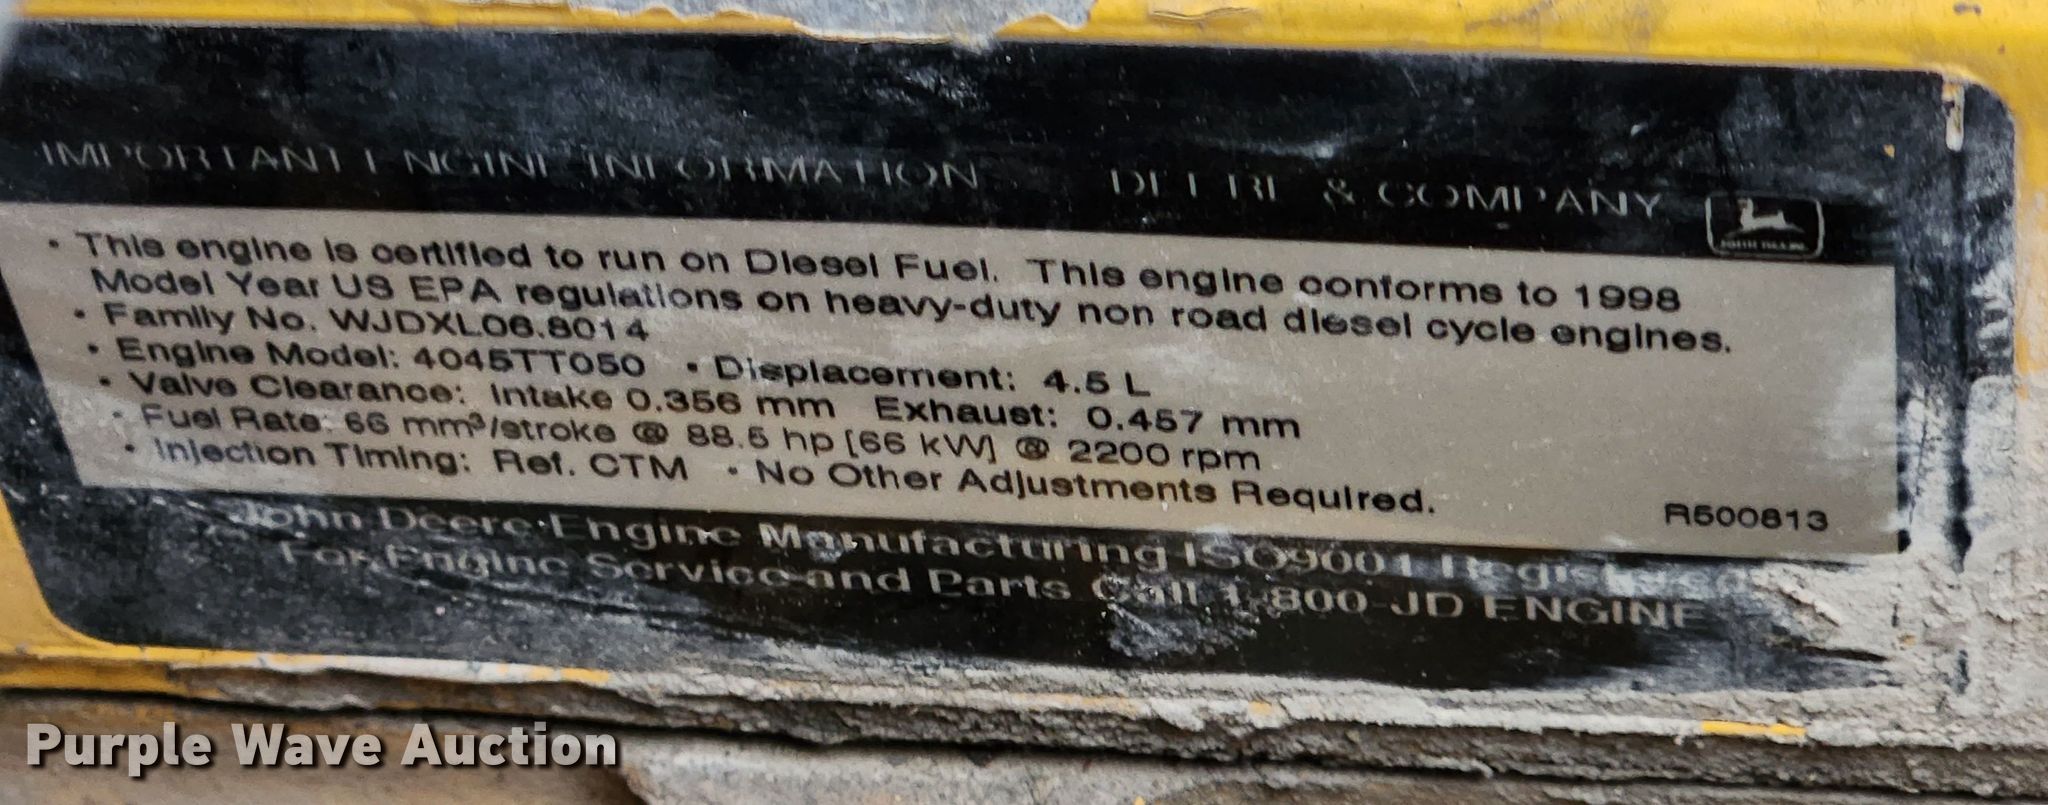 IMPORTANT ENGINE INFORMATION DEERE & COMPANY
JOHN DEERE
• This engine is certified to run on Diesel Fuel. This engine conforms to 1998
Model Year US EPA regulations on heavy-duty non road diesel cycle engines.
• Family No. WJDXL06.8014
• Engine Model: 4045TT050 • Displacement: 4.5 L
• Valve Clearance: Intake 0.356 mm Exhaust: 0.457 mm
• Fuel Rate: 66 mm³/stroke @ 88.5 hp [66 kW] @ 2200 rpm
• Injection Timing: Ref. CTM • No Other Adjustments Required.
R500813
John Deere Engine Manufacturing ISO9001 Registered
For Engine Service and Parts Call 1-800-JD ENGINE
Purple Wave Auction